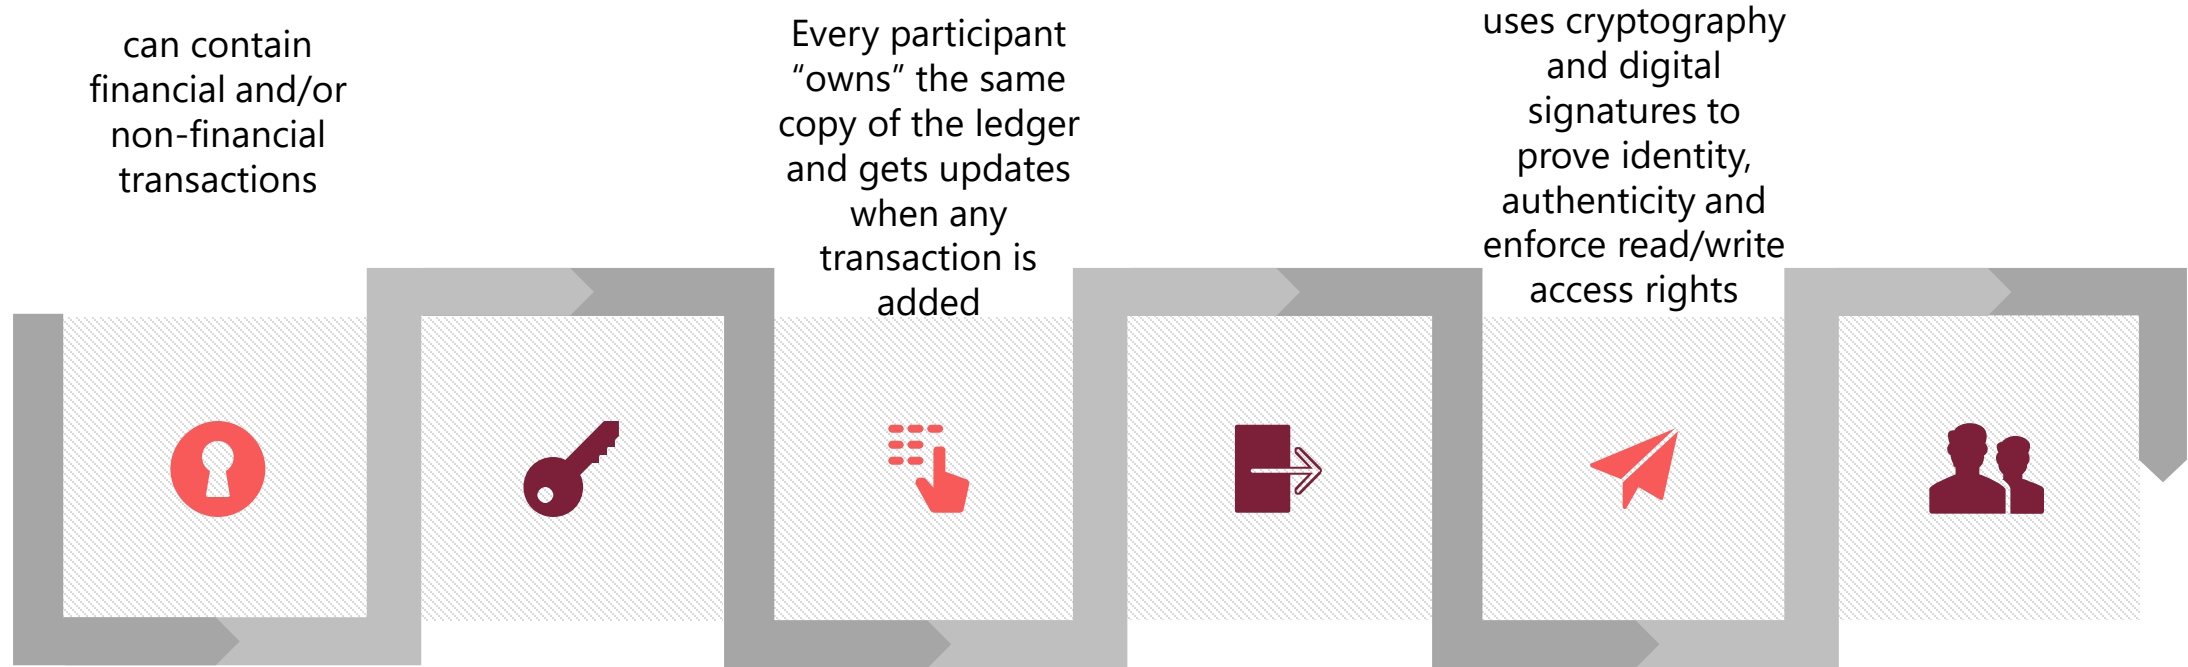 can contain
financial and/or
non-financial
transactions
Every participant
“owns” the same
copy of the ledger
and gets updates
when any
transaction is
added
uses cryptography
and digital
signatures to
prove identity,
authenticity and
enforce read/write
access rights